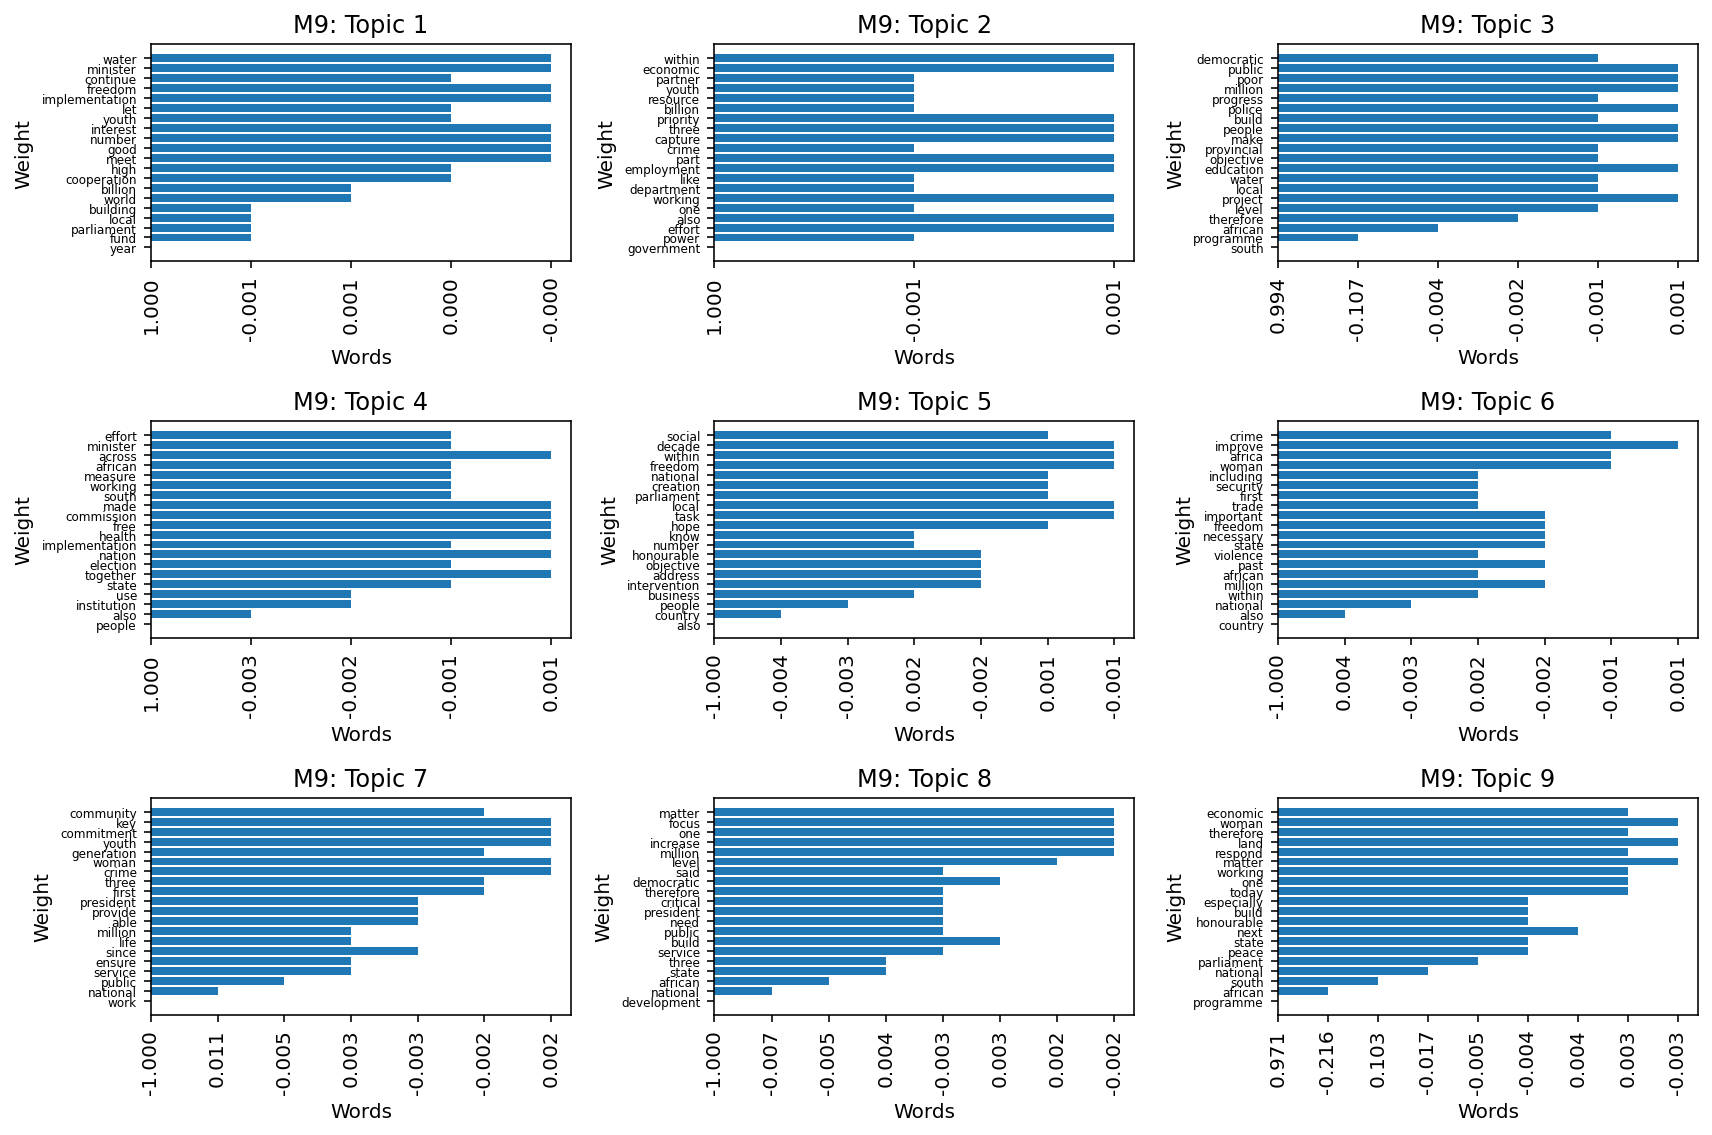 M9: Topic 1
Weight
water
minister
continue
freedom
implementation
let
youth
interest
number
good
meet
high
cooperation
billion
world
building
local
parliament
fund
year
1.000 -0.001 0.001 0.000 -0.000
Words
M9: Topic 2
Weight
within
economic
partner
youth
resource
billion
priority
three
capture
crime
part
employment
like
department
working
one
also
effort
power
government
1.000 -0.001 0.001
Words
M9: Topic 3
Weight
democratic
public
poor
million
progress
police
build
people
make
provincial
objective
education
water
local
project
level
therefore
african
programme
south
0.994 -0.107 -0.004 -0.002 -0.001 0.001
Words
M9: Topic 4
Weight
effort
minister
across
african
measure
working
south
made
commission
free
health
implementation
nation
election
together
state
use
institution
also
people
1.000 -0.003 -0.002 -0.001 0.001
Words
M9: Topic 5
Weight
social
decade
within
freedom
national
creation
parliament
local
task
hope
know
number
honourable
objective
address
intervention
business
people
country
also
-1.000 -0.004 -0.003 0.002 -0.002 0.001 -0.001
Words
M9: Topic 6
Weight
crime
improve
africa
woman
including
security
first
trade
important
freedom
necessary
state
violence
past
african
million
within
national
also
country
-1.000 0.004 -0.003 0.002 -0.002 -0.001 0.001
Words
M9: Topic 7
Weight
community
key
commitment
youth
generation
woman
crime
three
first
president
provide
able
million
life
since
ensure
service
public
national
work
-1.000 0.011 -0.005 0.003 -0.003 -0.002 0.002
Words
M9: Topic 8
Weight
matter
focus
one
increase
million
level
said
democratic
therefore
critical
president
need
public
build
service
three
state
african
national
development
-1.000 -0.007 -0.005 0.004 -0.003 0.003 0.002 -0.002
Words
M9: Topic 9
Weight
economic
woman
therefore
land
respond
matter
working
one
today
especially
build
honourable
next
state
peace
parliament
national
south
african
programme
0.971 -0.216 0.103 -0.017 -0.005 -0.004 0.004 0.003 -0.003
Words